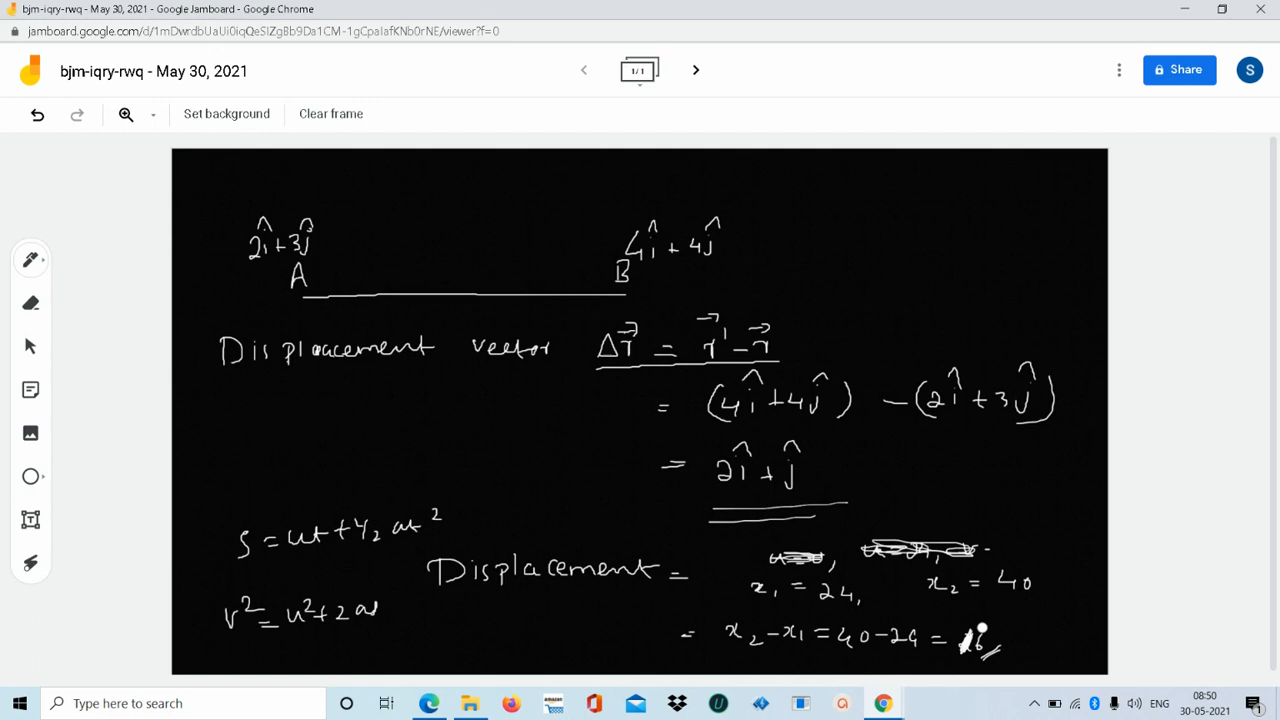 bjm-iqry-rwq - May 30, 2021 - Google Jamboard - Google Chrome
jamboard.google.com/d/1mDwrdbUaUi0iqQeSIZgBb9Da1CM-1gCpaIafKNb0rNE/viewer?f=0
bjm-iqry-rwq - May 30, 2021
1/1
Share
S
Set background
Clear frame
2î+3ĵ
4î + 4ĵ
A
B
Displacement vector Δr⃗ = r⃗' - r⃗
= (4î+4ĵ) - (2î+3ĵ)
= 2î+ĵ
S = ut + 1/2 at²
Displacement =
x₁ = 24, x₂ = 40
v² = u² + 2as
= x₂ - x₁ = 40 - 24 = 16
Type here to search
ENG
08:50
30-05-2021